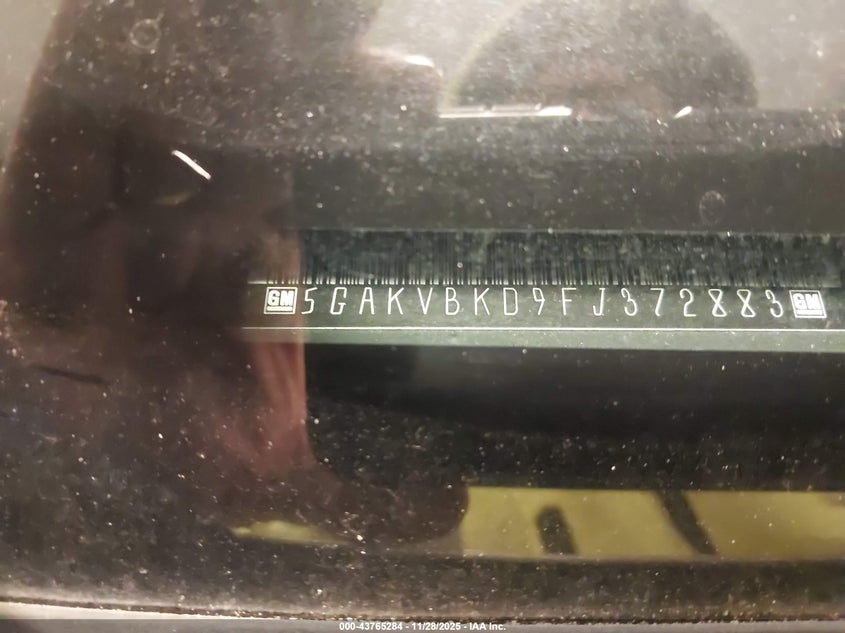 GM 5GAKVBKD9FJ372883 GM
000-43765284 - 11/28/2025 - IAA Inc.